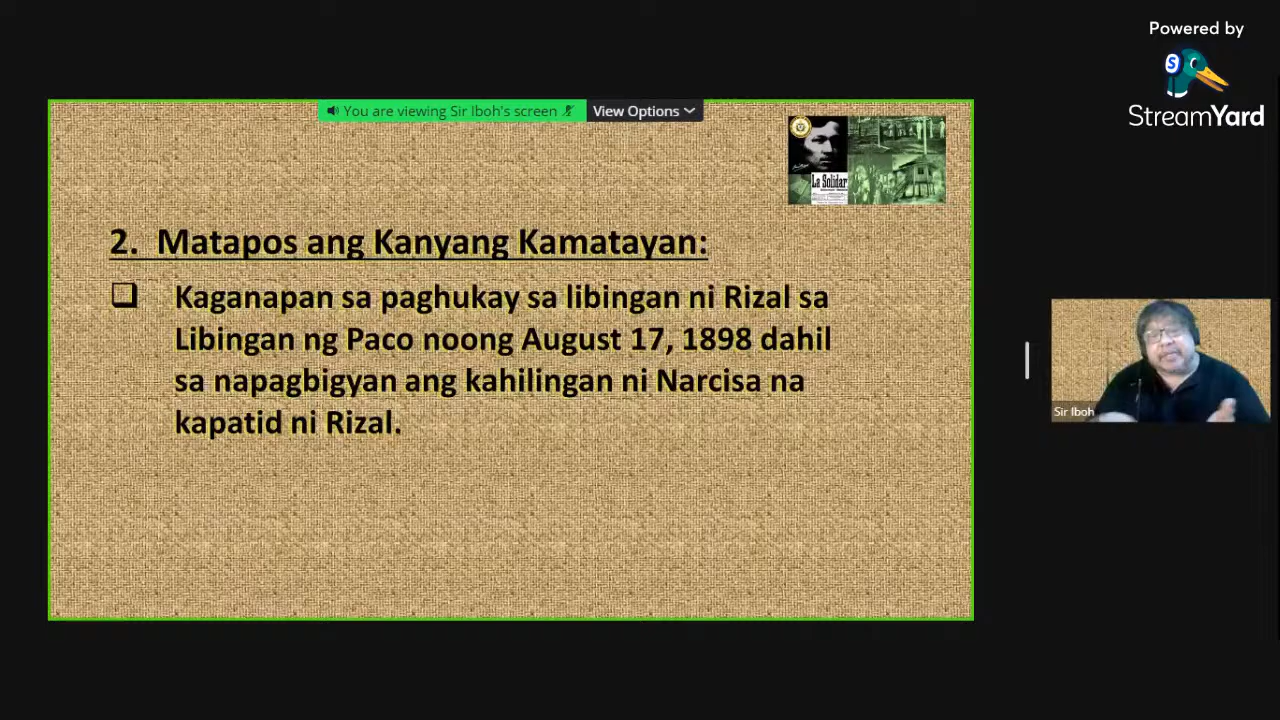 Powered by
StreamYard
You are viewing Sir Iboh's screen
View Options
La Solidar
2. Matapos ang Kanyang Kamatayan:
Kaganapan sa paghukay sa libingan ni Rizal sa
Libingan ng Paco noong August 17, 1898 dahil
sa napagbigyan ang kahilingan ni Narcisa na
kapatid ni Rizal.
Sir Iboh